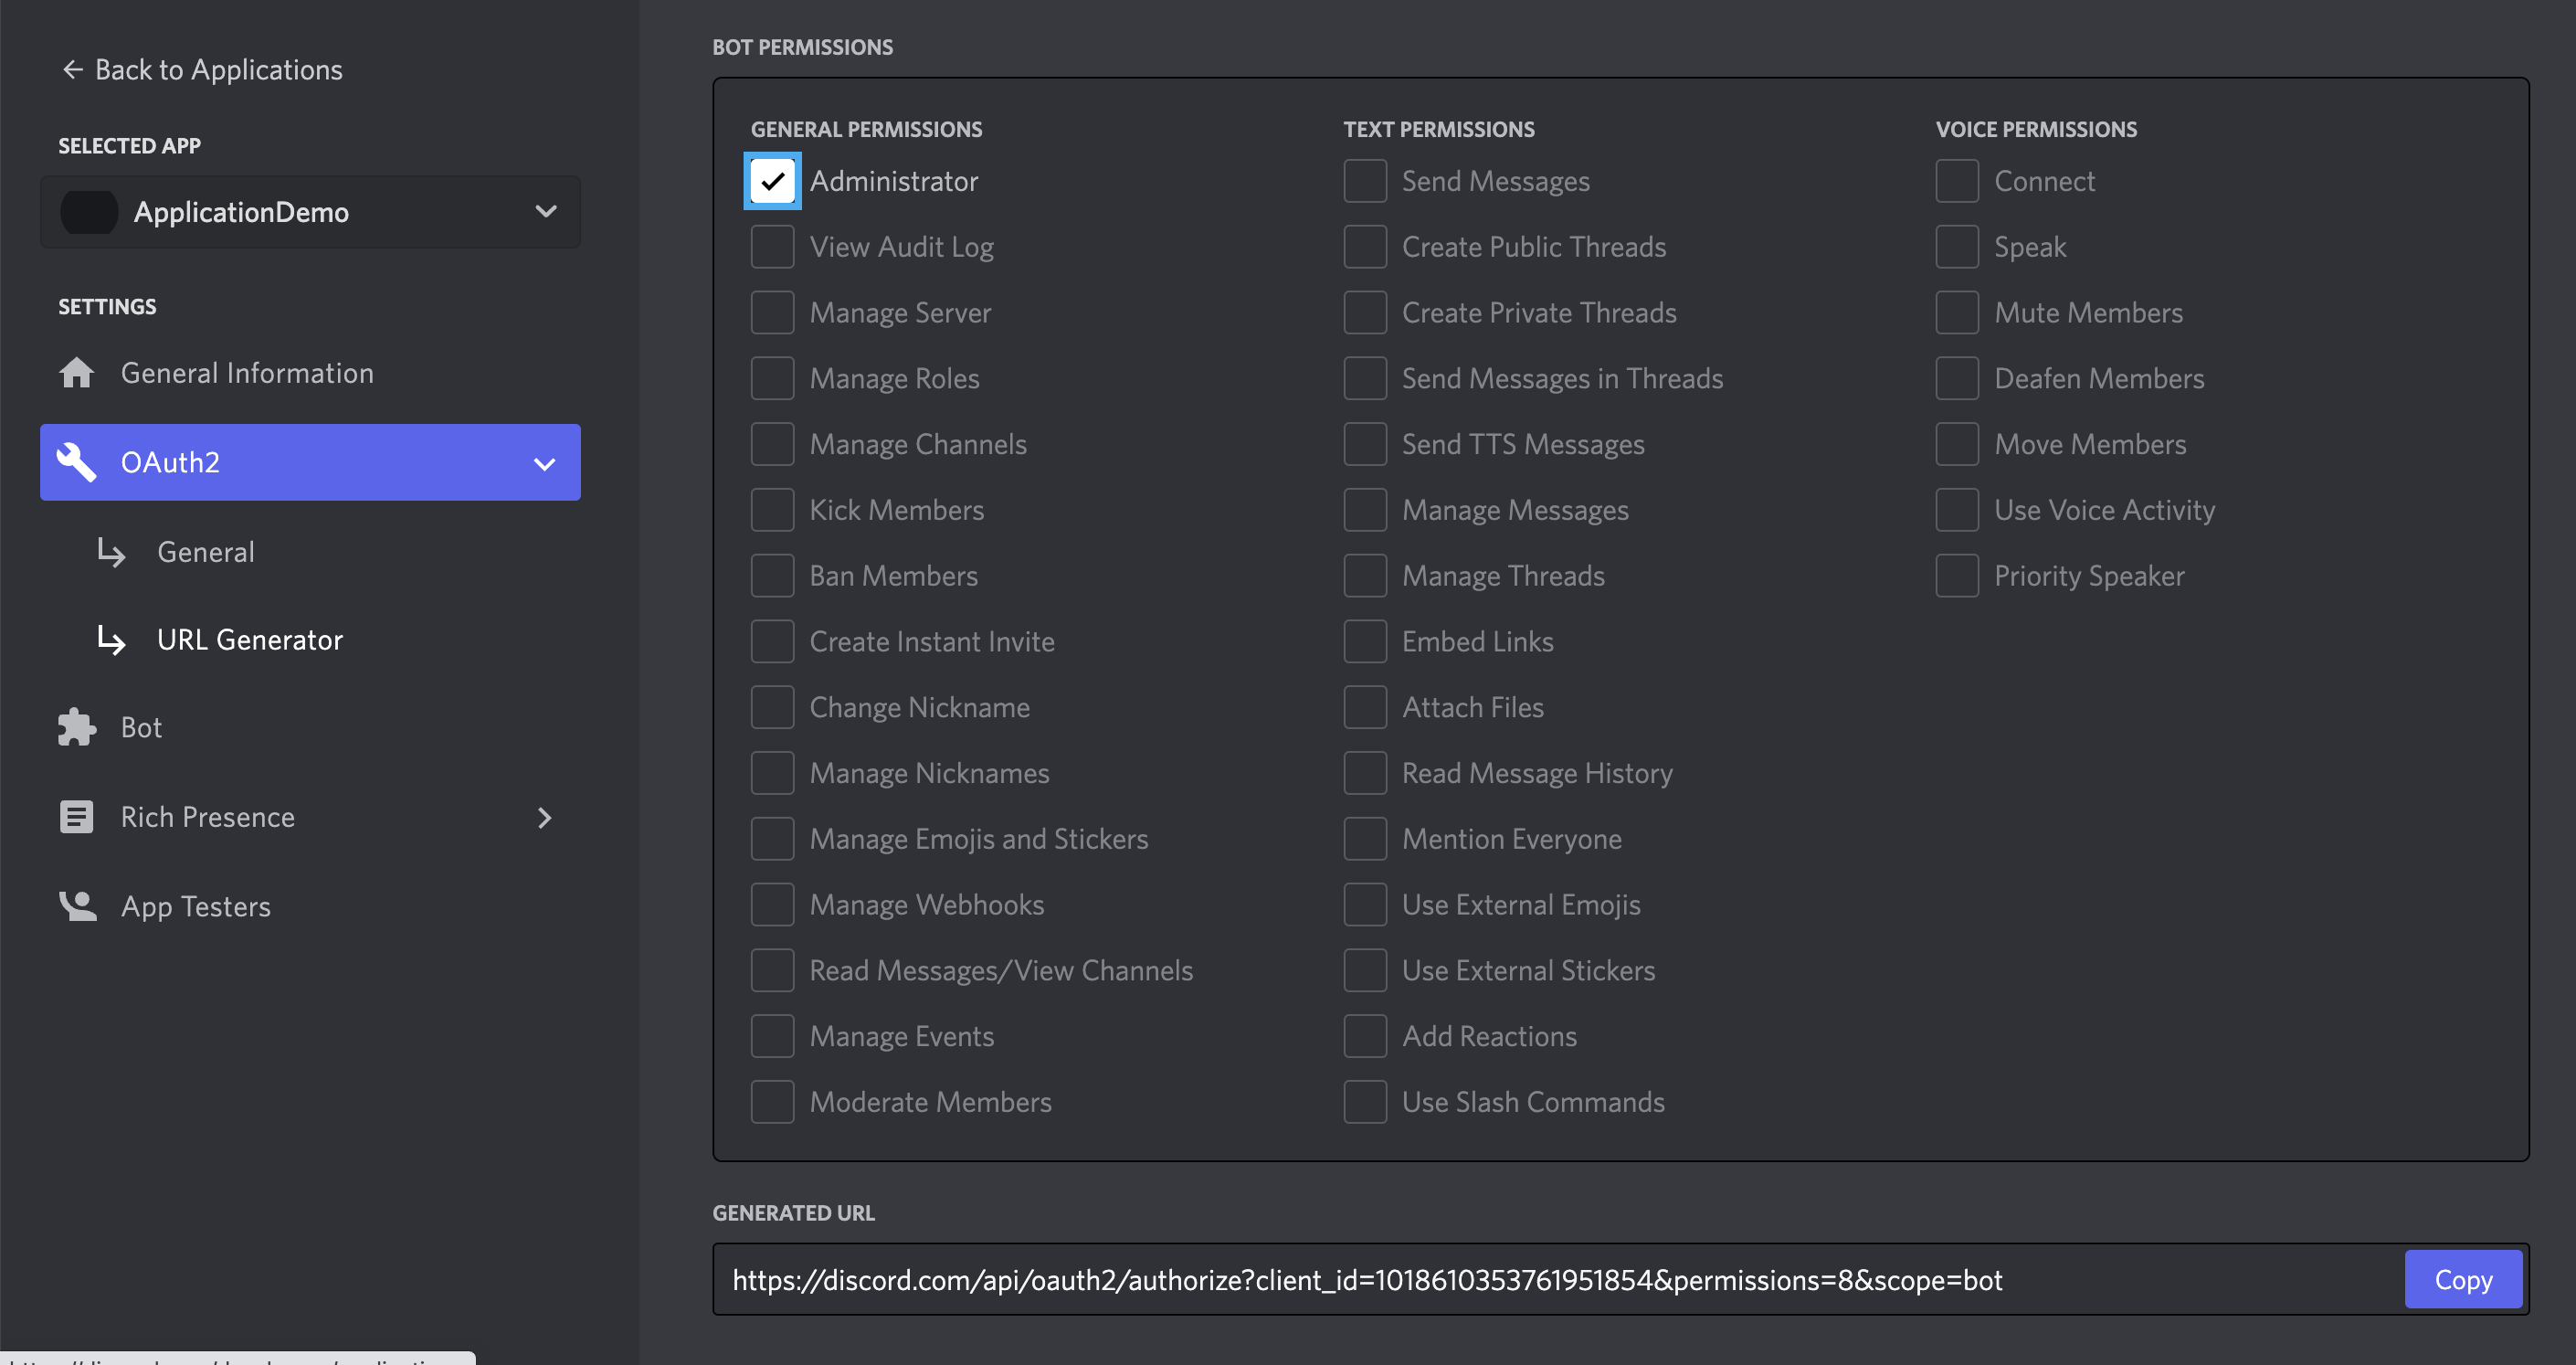 Back to Applications
SELECTED APP
ApplicationDemo
SETTINGS
General Information
OAuth2
General
URL Generator
Bot
Rich Presence
App Testers
BOT PERMISSIONS
GENERAL PERMISSIONS
Administrator
View Audit Log
Manage Server
Manage Roles
Manage Channels
Kick Members
Ban Members
Create Instant Invite
Change Nickname
Manage Nicknames
Manage Emojis and Stickers
Manage Webhooks
Read Messages/View Channels
Manage Events
Moderate Members
TEXT PERMISSIONS
Send Messages
Create Public Threads
Create Private Threads
Send Messages in Threads
Send TTS Messages
Manage Messages
Manage Threads
Embed Links
Attach Files
Read Message History
Mention Everyone
Use External Emojis
Use External Stickers
Add Reactions
Use Slash Commands
VOICE PERMISSIONS
Connect
Speak
Mute Members
Deafen Members
Move Members
Use Voice Activity
Priority Speaker
GENERATED URL
https://discord.com/api/oauth2/authorize?client_id=1018610353761951854&permissions=8&scope=bot
Copy